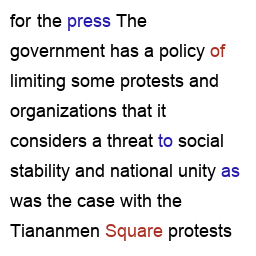 for the press The
government has a policy of
limiting some protests and
organizations that it
considers a threat to social
stability and national unity as
was the case with the
Tiananmen Square protests